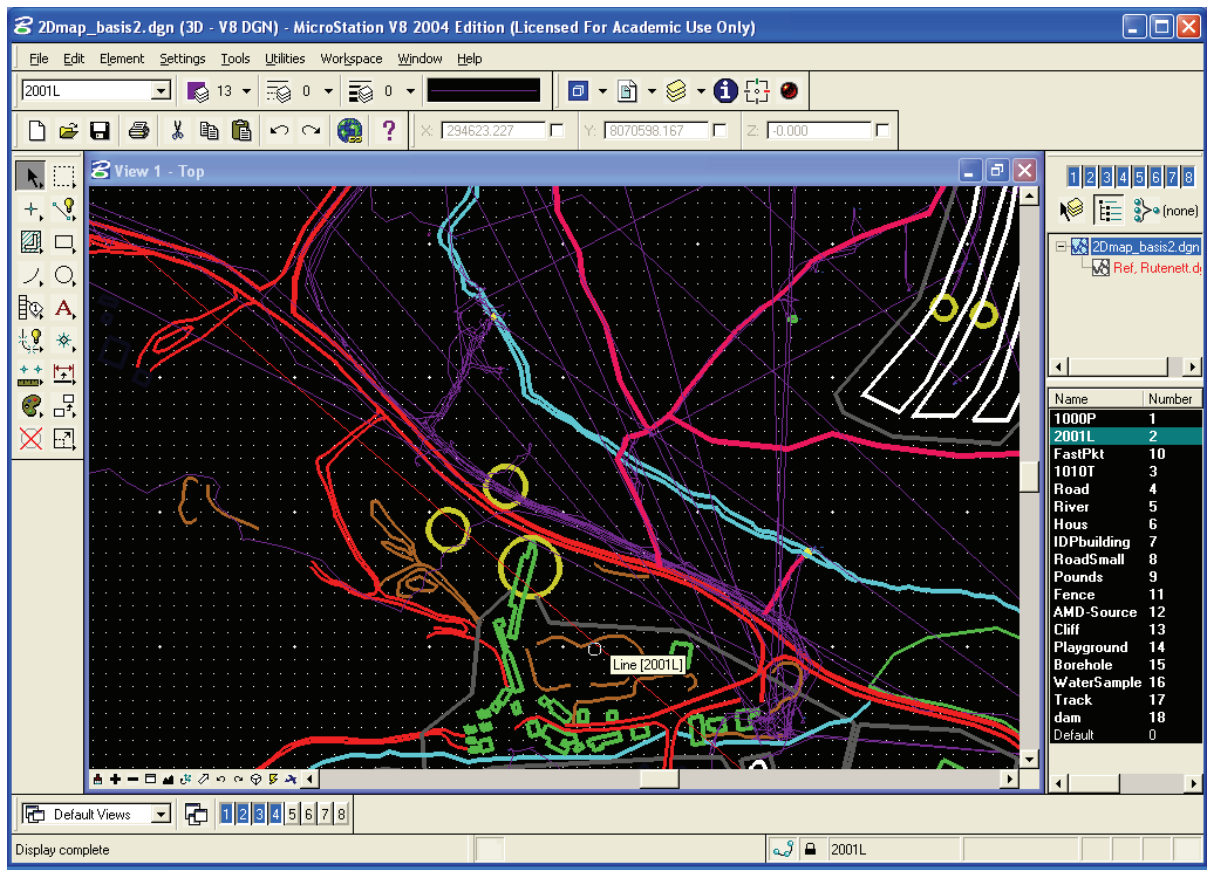 2Dmap_basis2.dgn (3D - V8 DGN) - MicroStation V8 2004 Edition (Licensed For Academic Use Only)
File Edit Element Settings Tools Utilities Workspace Window Help
2001L 13 0 0
X: 294623.227 Y: 8070598.167 Z: -0.000
View 1 - Top
1 2 3 4 5 6 7 8
(none)
2Dmap_basis2.dgn
Ref, Rutenett.d
Name Number
1000P 1
2001L 2
FastPkt 10
1010T 3
Road 4
River 5
Hous 6
IDPbuilding 7
RoadSmall 8
Pounds 9
Fence 11
AMD-Source 12
Cliff 13
Playground 14
Borehole 15
WaterSample 16
Track 17
dam 18
Default 0
Line [2001L]
Default Views 1 2 3 4 5 6 7 8
Display complete 2001L